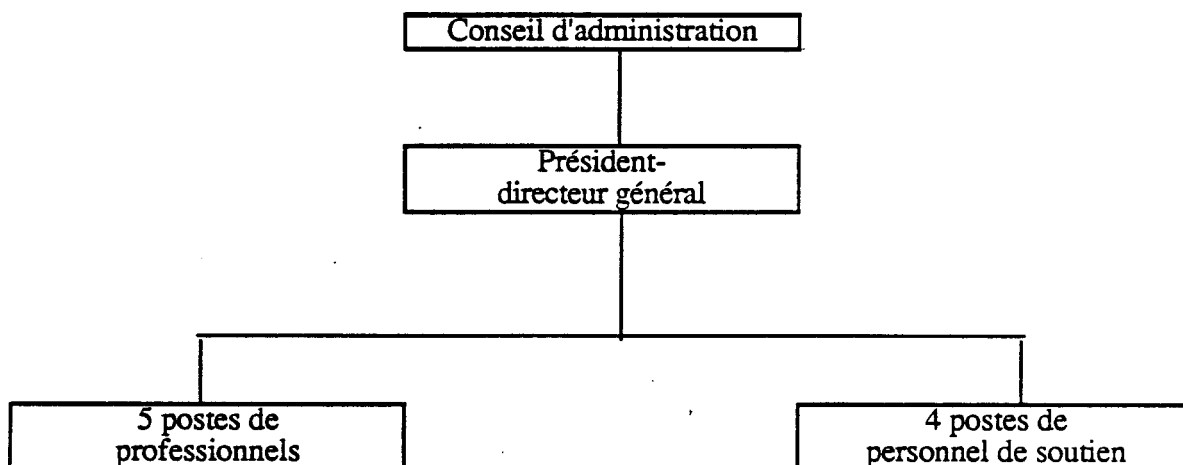 Conseil d'administration
Président-
directeur général
5 postes de
professionnels
4 postes de
personnel de soutien